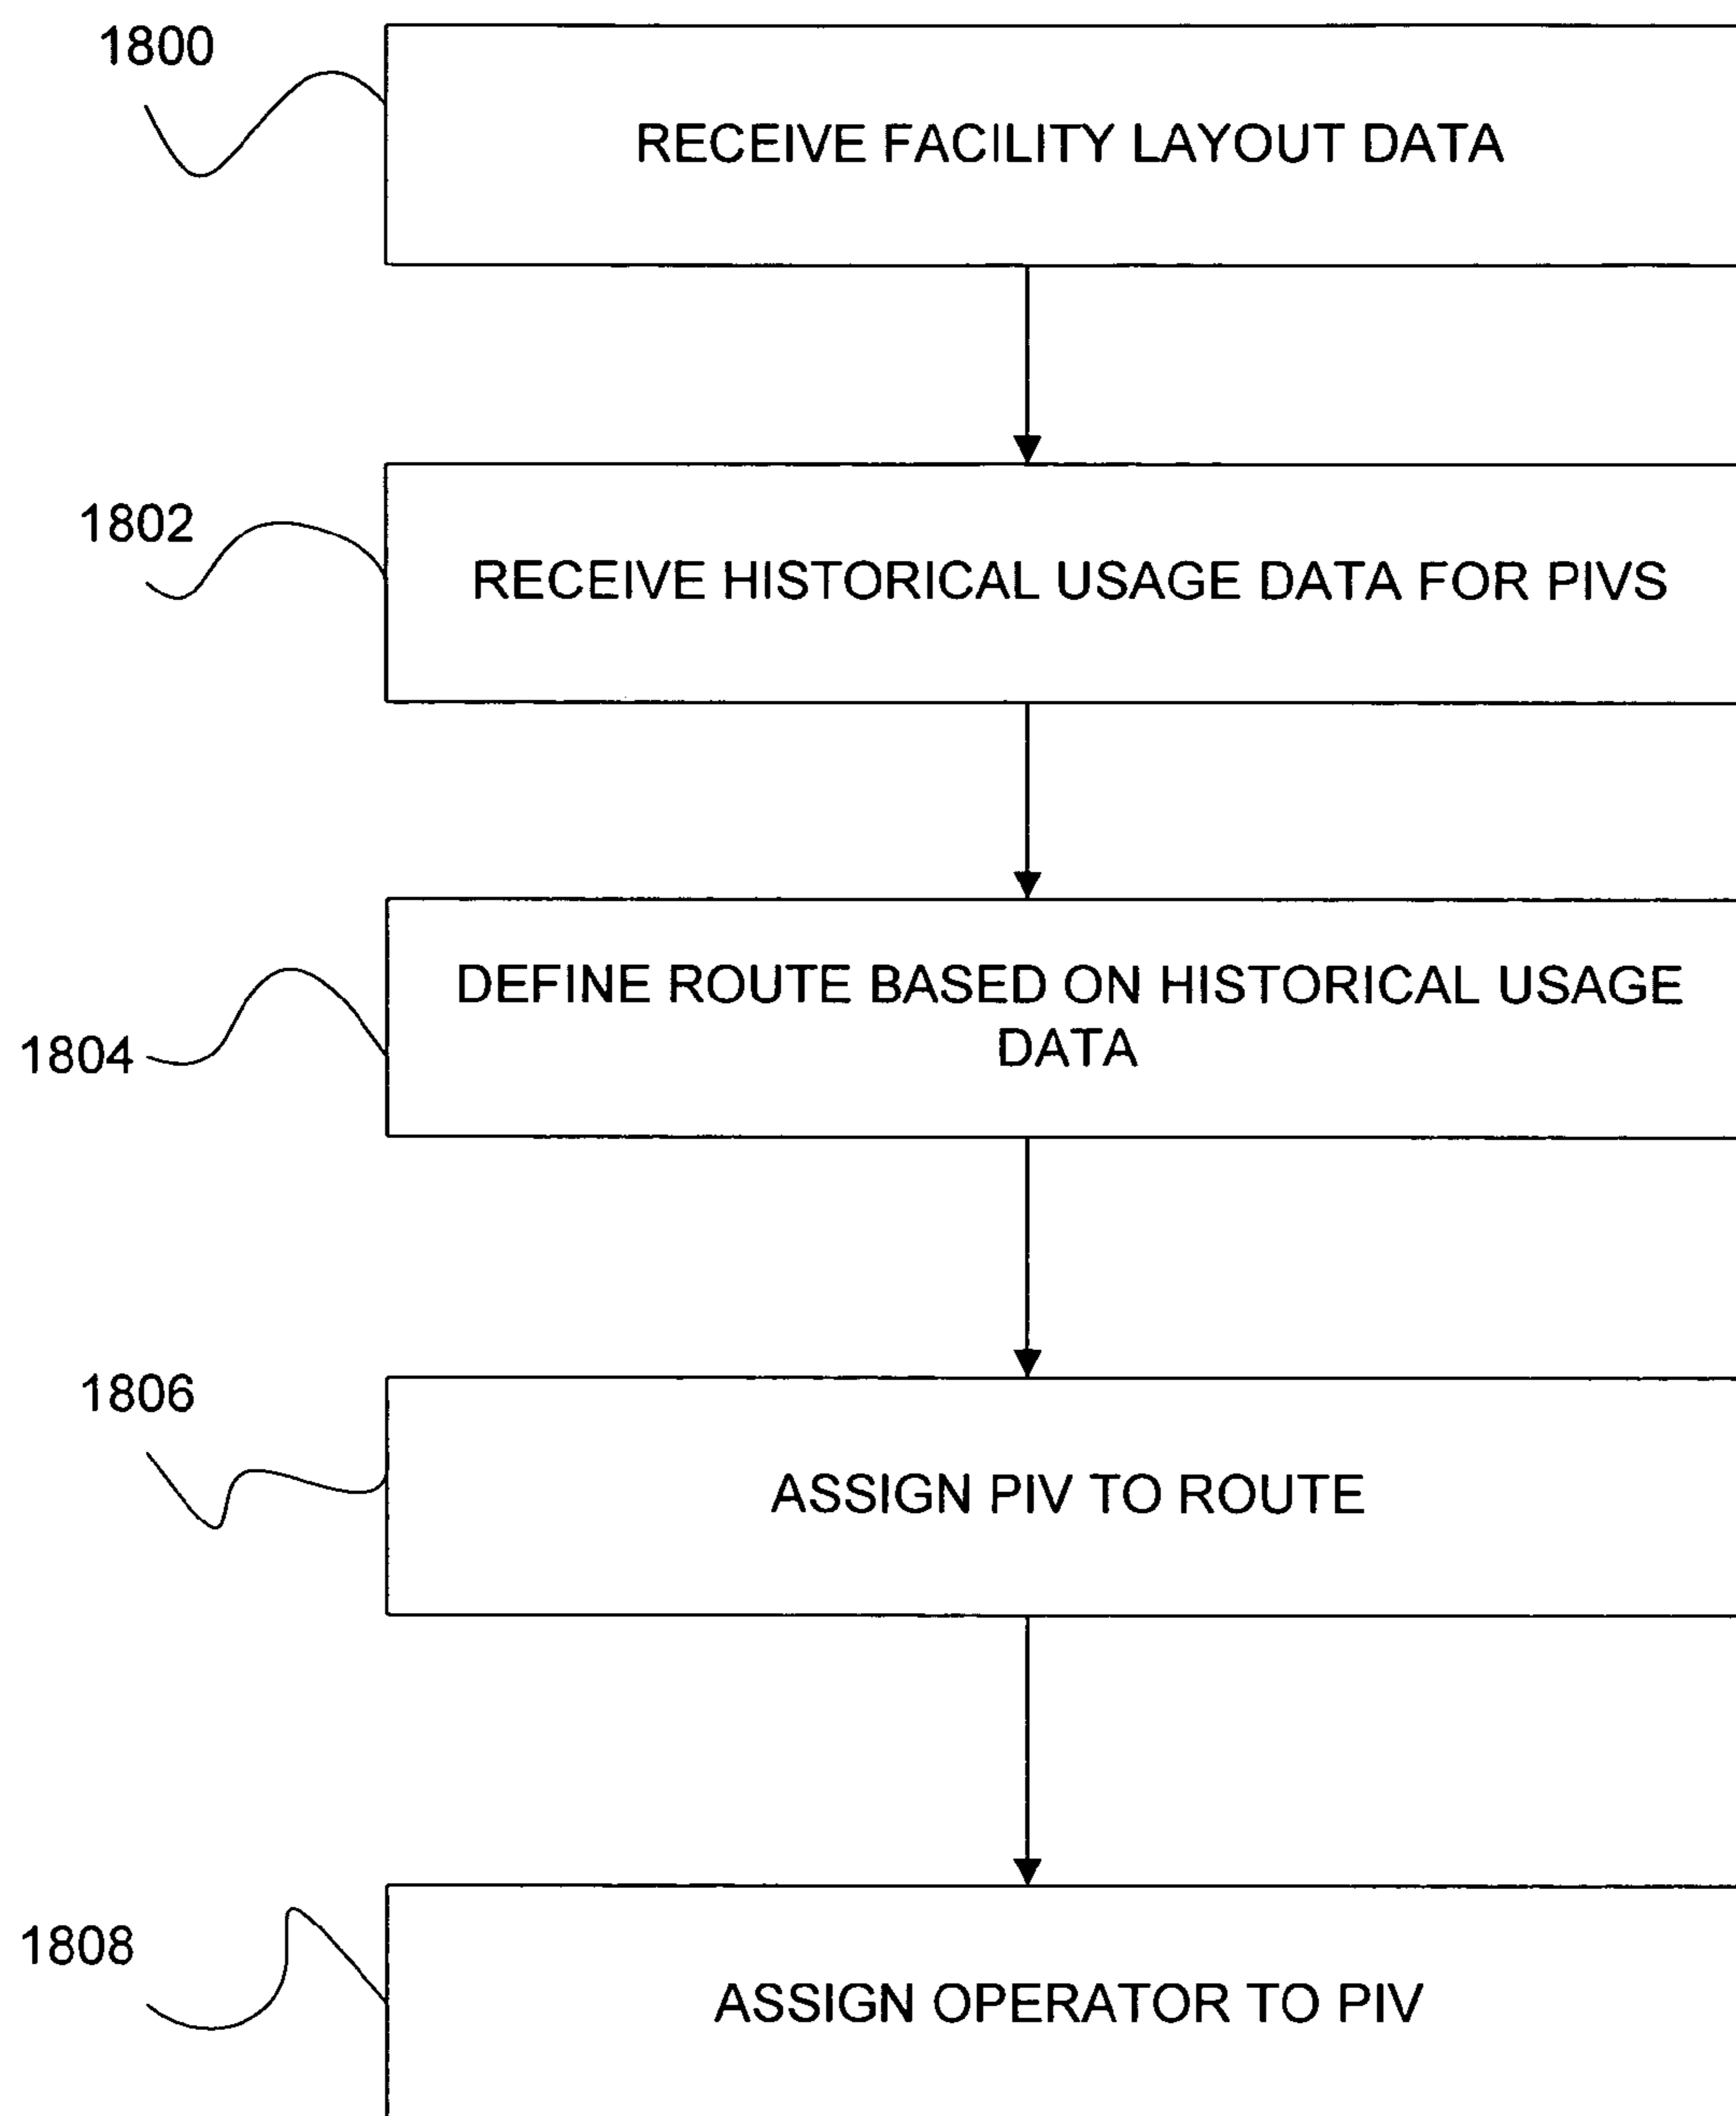 1800
RECEIVE FACILITY LAYOUT DATA
1802
RECEIVE HISTORICAL USAGE DATA FOR PIVS
DEFINE ROUTE BASED ON HISTORICAL USAGE
DATA
1804
1806
ASSIGN PIV TO ROUTE
1808
ASSIGN OPERATOR TO PIV